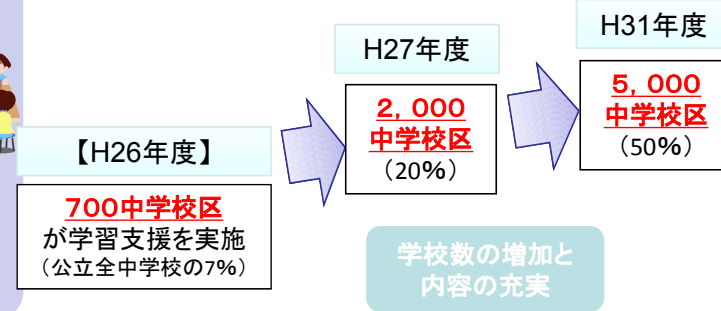 【H26年度】
700中学校区
が学習支援を実施
（公立全中学校の7%）
H27年度
2，000
中学校区
（20%）
H31年度
5，000
中学校区
（50%）
学校数の増加と
内容の充実